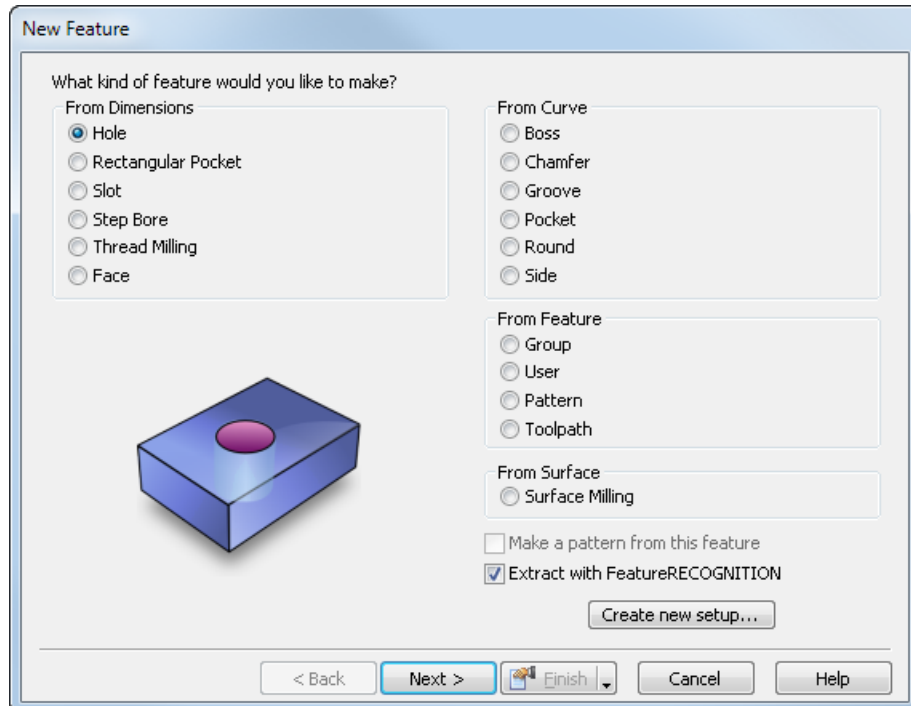 New Feature
What kind of feature would you like to make?
From Dimensions
Hole
Rectangular Pocket
Slot
Step Bore
Thread Milling
Face
From Curve
Boss
Chamfer
Groove
Pocket
Round
Side
From Feature
Group
User
Pattern
Toolpath
From Surface
Surface Milling
Make a pattern from this feature
Extract with FeatureRECOGNITION
Create new setup...
< Back Next > Finish Cancel Help